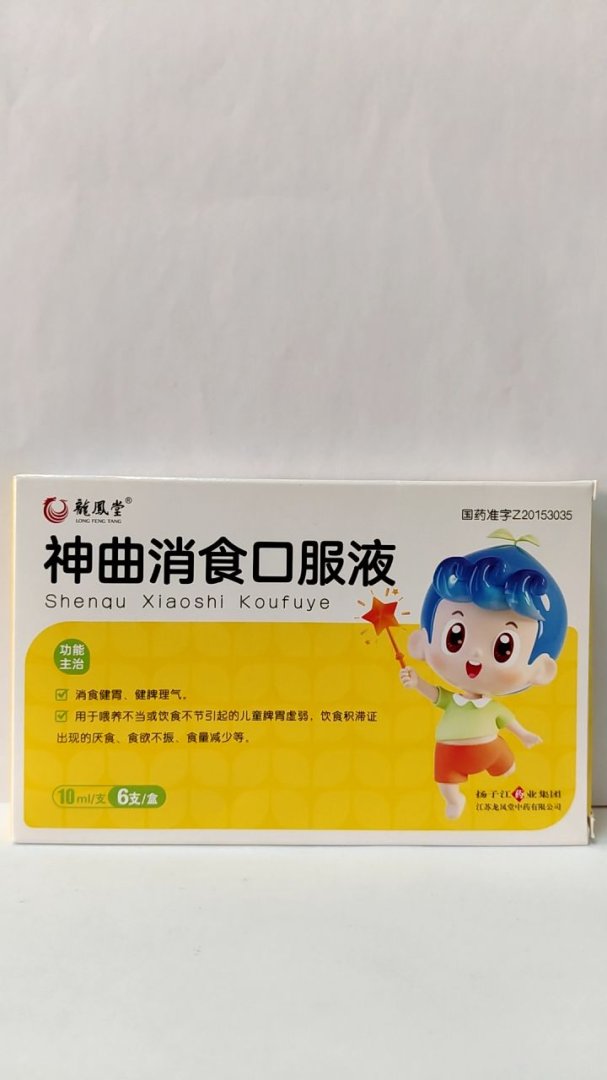 龍鳳堂®
LONG FENG TANG
国药准字Z20153035
神曲消食口服液
Shenqu Xiaoshi Koufuye
功能
主治
消食健胃、健脾理气。
用于喂养不当或饮食不节引起的儿童脾胃虚弱,饮食积滞证
出现的厌食、食欲不振、食量减少等。
10ml/支 6支/盒
扬子江药业集团
江苏龙凤堂中药有限公司